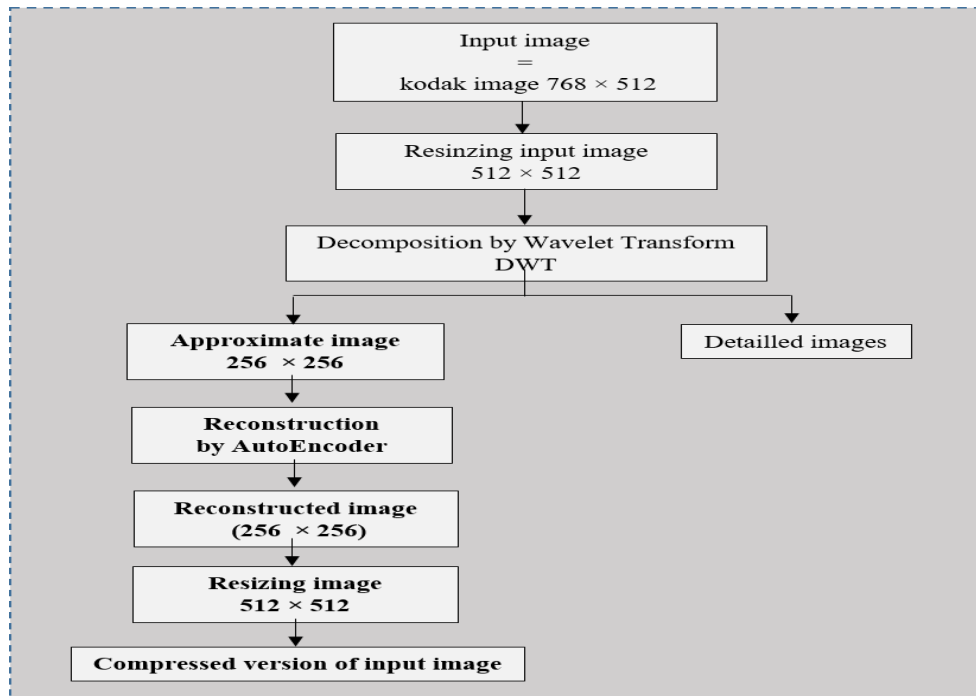 Input image
=
kodak image 768 × 512
Resinzing input image
512 × 512
Decomposition by Wavelet Transform
DWT
Approximate image
256 × 256
Detailled images
Reconstruction
by AutoEncoder
Reconstructed image
(256 × 256)
Resizing image
512 × 512
Compressed version of input image